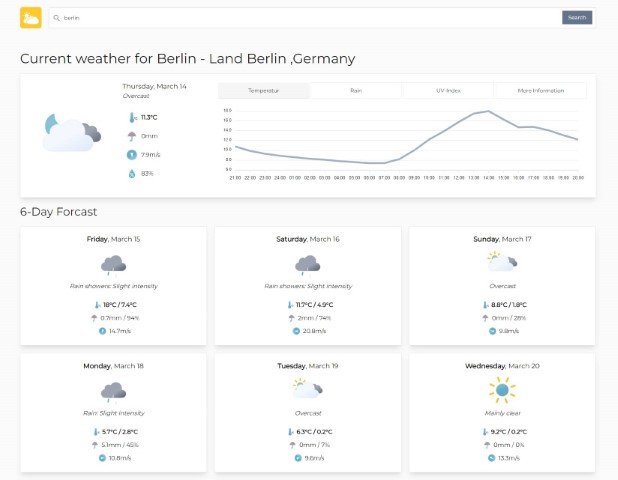 berlin
Search
Current weather for Berlin - Land Berlin ,Germany
Thursday, March 14
Overcast
11.3°C
0mm
7.9m/s
93%
Temperatur
Rain
UV Index
More Information
18.0
16.0
14.0
12.0
10.0
8.0
6.0
21:00 22:00 23:00 24:00 01:00 02:00 03:00 04:00 05:00 06:00 07:00 08:00 09:00 10:00 11:00 12:00 13:00 14:00 15:00 16:00 17:00 18:00 19:00 20:00
6-Day Forcast
Friday, March 15
Rain showers: Slight intensity
18°C / 7.4°C
0.7mm / 94%
14.7m/s
Saturday, March 16
Rain showers: Slight intensity
11.7°C / 4.9°C
2mm / 74%
20.8m/s
Sunday, March 17
Overcast
8.8°C / 1.8°C
0mm / 28%
9.8m/s
Monday, March 18
Rain: Slight intensity
5.7°C / 2.8°C
5.1mm / 45%
10.8m/s
Tuesday, March 19
Overcast
6.3°C / 0.2°C
0mm / 7%
9.6m/s
Wednesday, March 20
Mainly clear
9.2°C / 0.2°C
0mm / 0%
13.3m/s